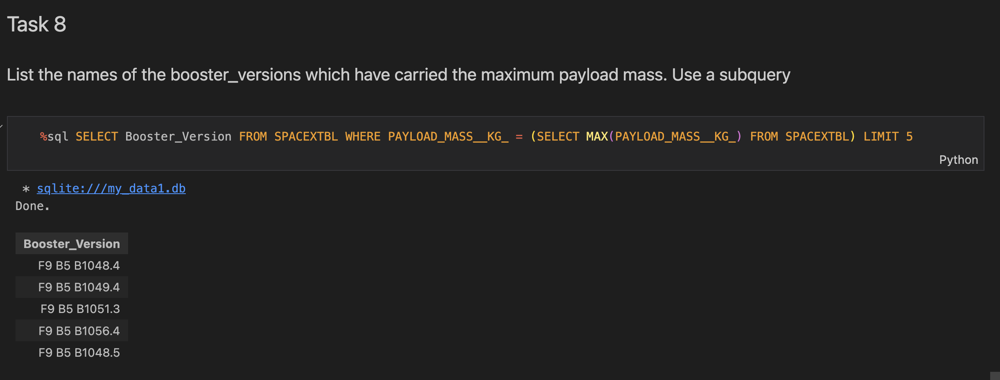 Task 8
List the names of the booster_versions which have carried the maximum payload mass. Use a subquery
%sql SELECT Booster_Version FROM SPACEXTBL WHERE PAYLOAD_MASS__KG_ = (SELECT MAX(PAYLOAD_MASS__KG_) FROM SPACEXTBL) LIMIT 5
Python
* sqlite:///my_data1.db
Done.
Booster_Version
F9 B5 B1048.4
F9 B5 B1049.4
F9 B5 B1051.3
F9 B5 B1056.4
F9 B5 B1048.5